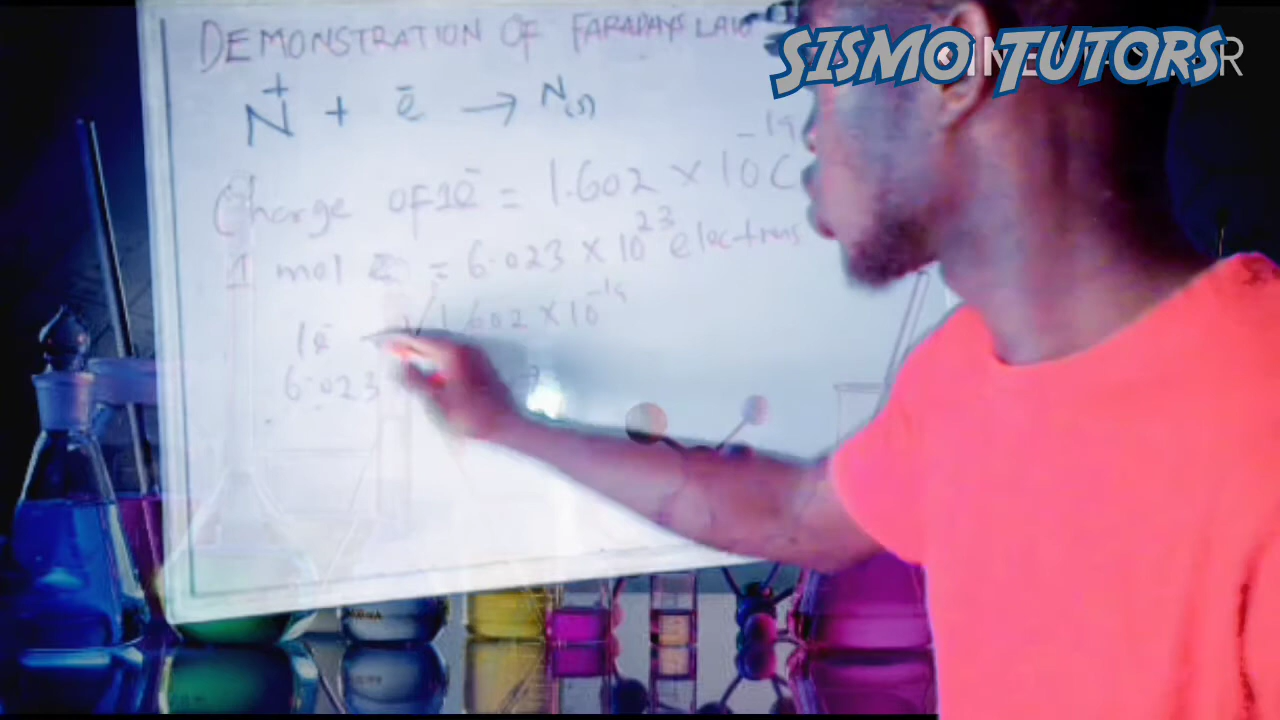 DEMONSTRATION OF FARADAYS LAW
SISMO TUTORS
N⁺ + e⁻ → N(s)
Charge OF 1e⁻ = 1.602 × 10⁻¹⁹ C
1 mol e⁻ = 6.023 × 10²³ electrons
1e⁻ 1.602 × 10⁻¹⁹
6.023 ?